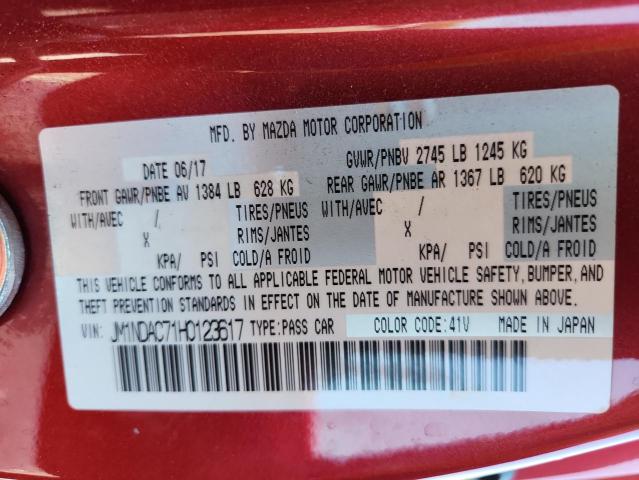 MFD. BY MAZDA MOTOR CORPORATION
DATE 06/17 GVWR/PNBV 2745 LB 1245 KG
FRONT GAWR/PNBE AV 1384 LB 628 KG REAR GAWR/PNBE AR 1367 LB 620 KG
WITH/AVEC / TIRES/PNEUS WITH/AVEC / TIRES/PNEUS
X RIMS/JANTES X RIMS/JANTES
KPA/ PSI COLD/A FROID KPA/ PSI COLD/A FROID
THIS VEHICLE CONFORMS TO ALL APPLICABLE FEDERAL MOTOR VEHICLE SAFETY, BUMPER, AND
THEFT PREVENTION STANDARDS IN EFFECT ON THE DATE OF MANUFACTURE SHOWN ABOVE.
VIN: JM1NDAC71H0123617 TYPE:PASS CAR COLOR CODE:41V MADE IN JAPAN